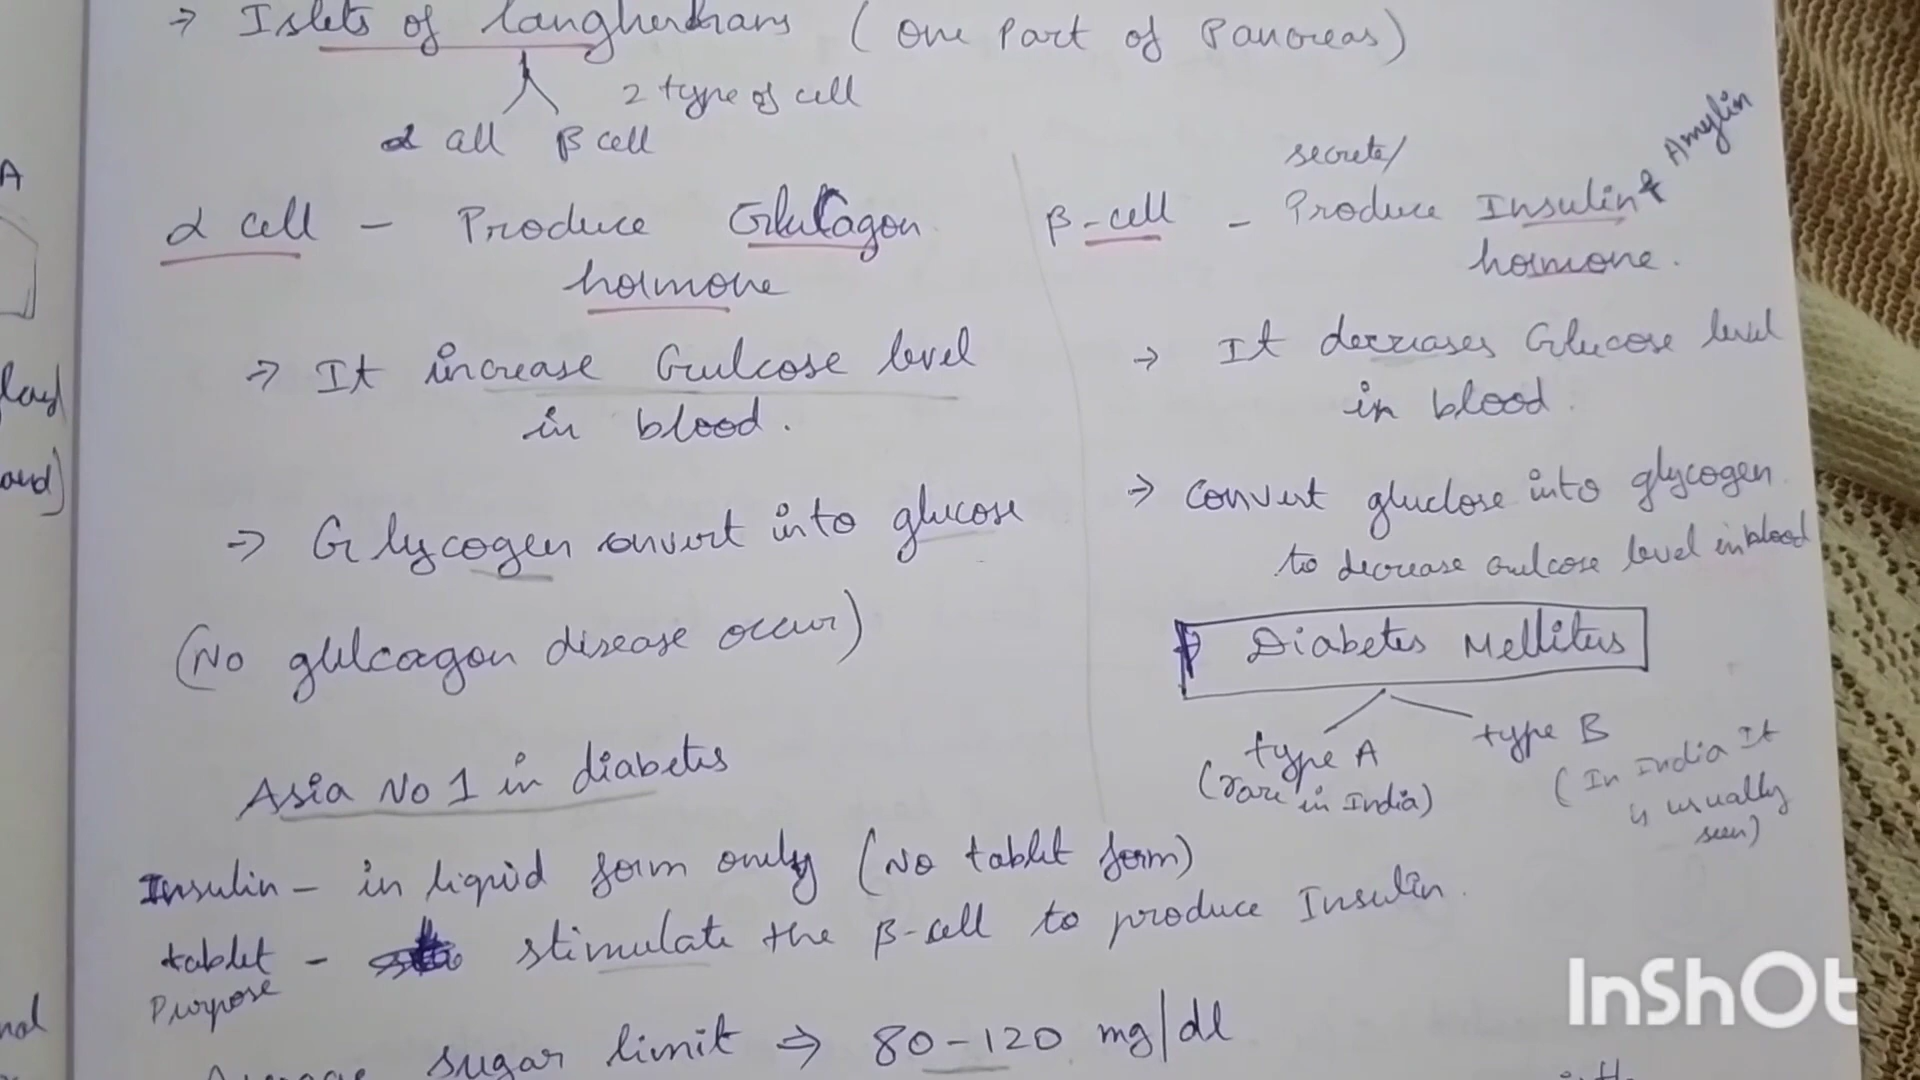 → Islets of langherhans (one part of Pancreas)
2 type of cell
α cell β cell
α cell – Produce Glucagon
hormone
→ It increase Gulcose level
in blood.
→ Glycogen convert into glucose
(No glucagon disease occur)
Asia No 1 in diabetes
secrete/
β-cell – Produce Insulin & Amylin
hormone.
→ It decreases Glucose level
in blood.
→ convert gluclose into glycogen
to decrease Gulcose level in blood
Diabetes Mellitus
type A
(rare in India)
type B
(In India It
is usually
seen)
Insulin – in liquid form only (No tablet form)
tablet – stimulate the β-cell to produce Insulin.
Purpose
Average sugar limit ⇒ 80–120 mg/dl
A
InShOt